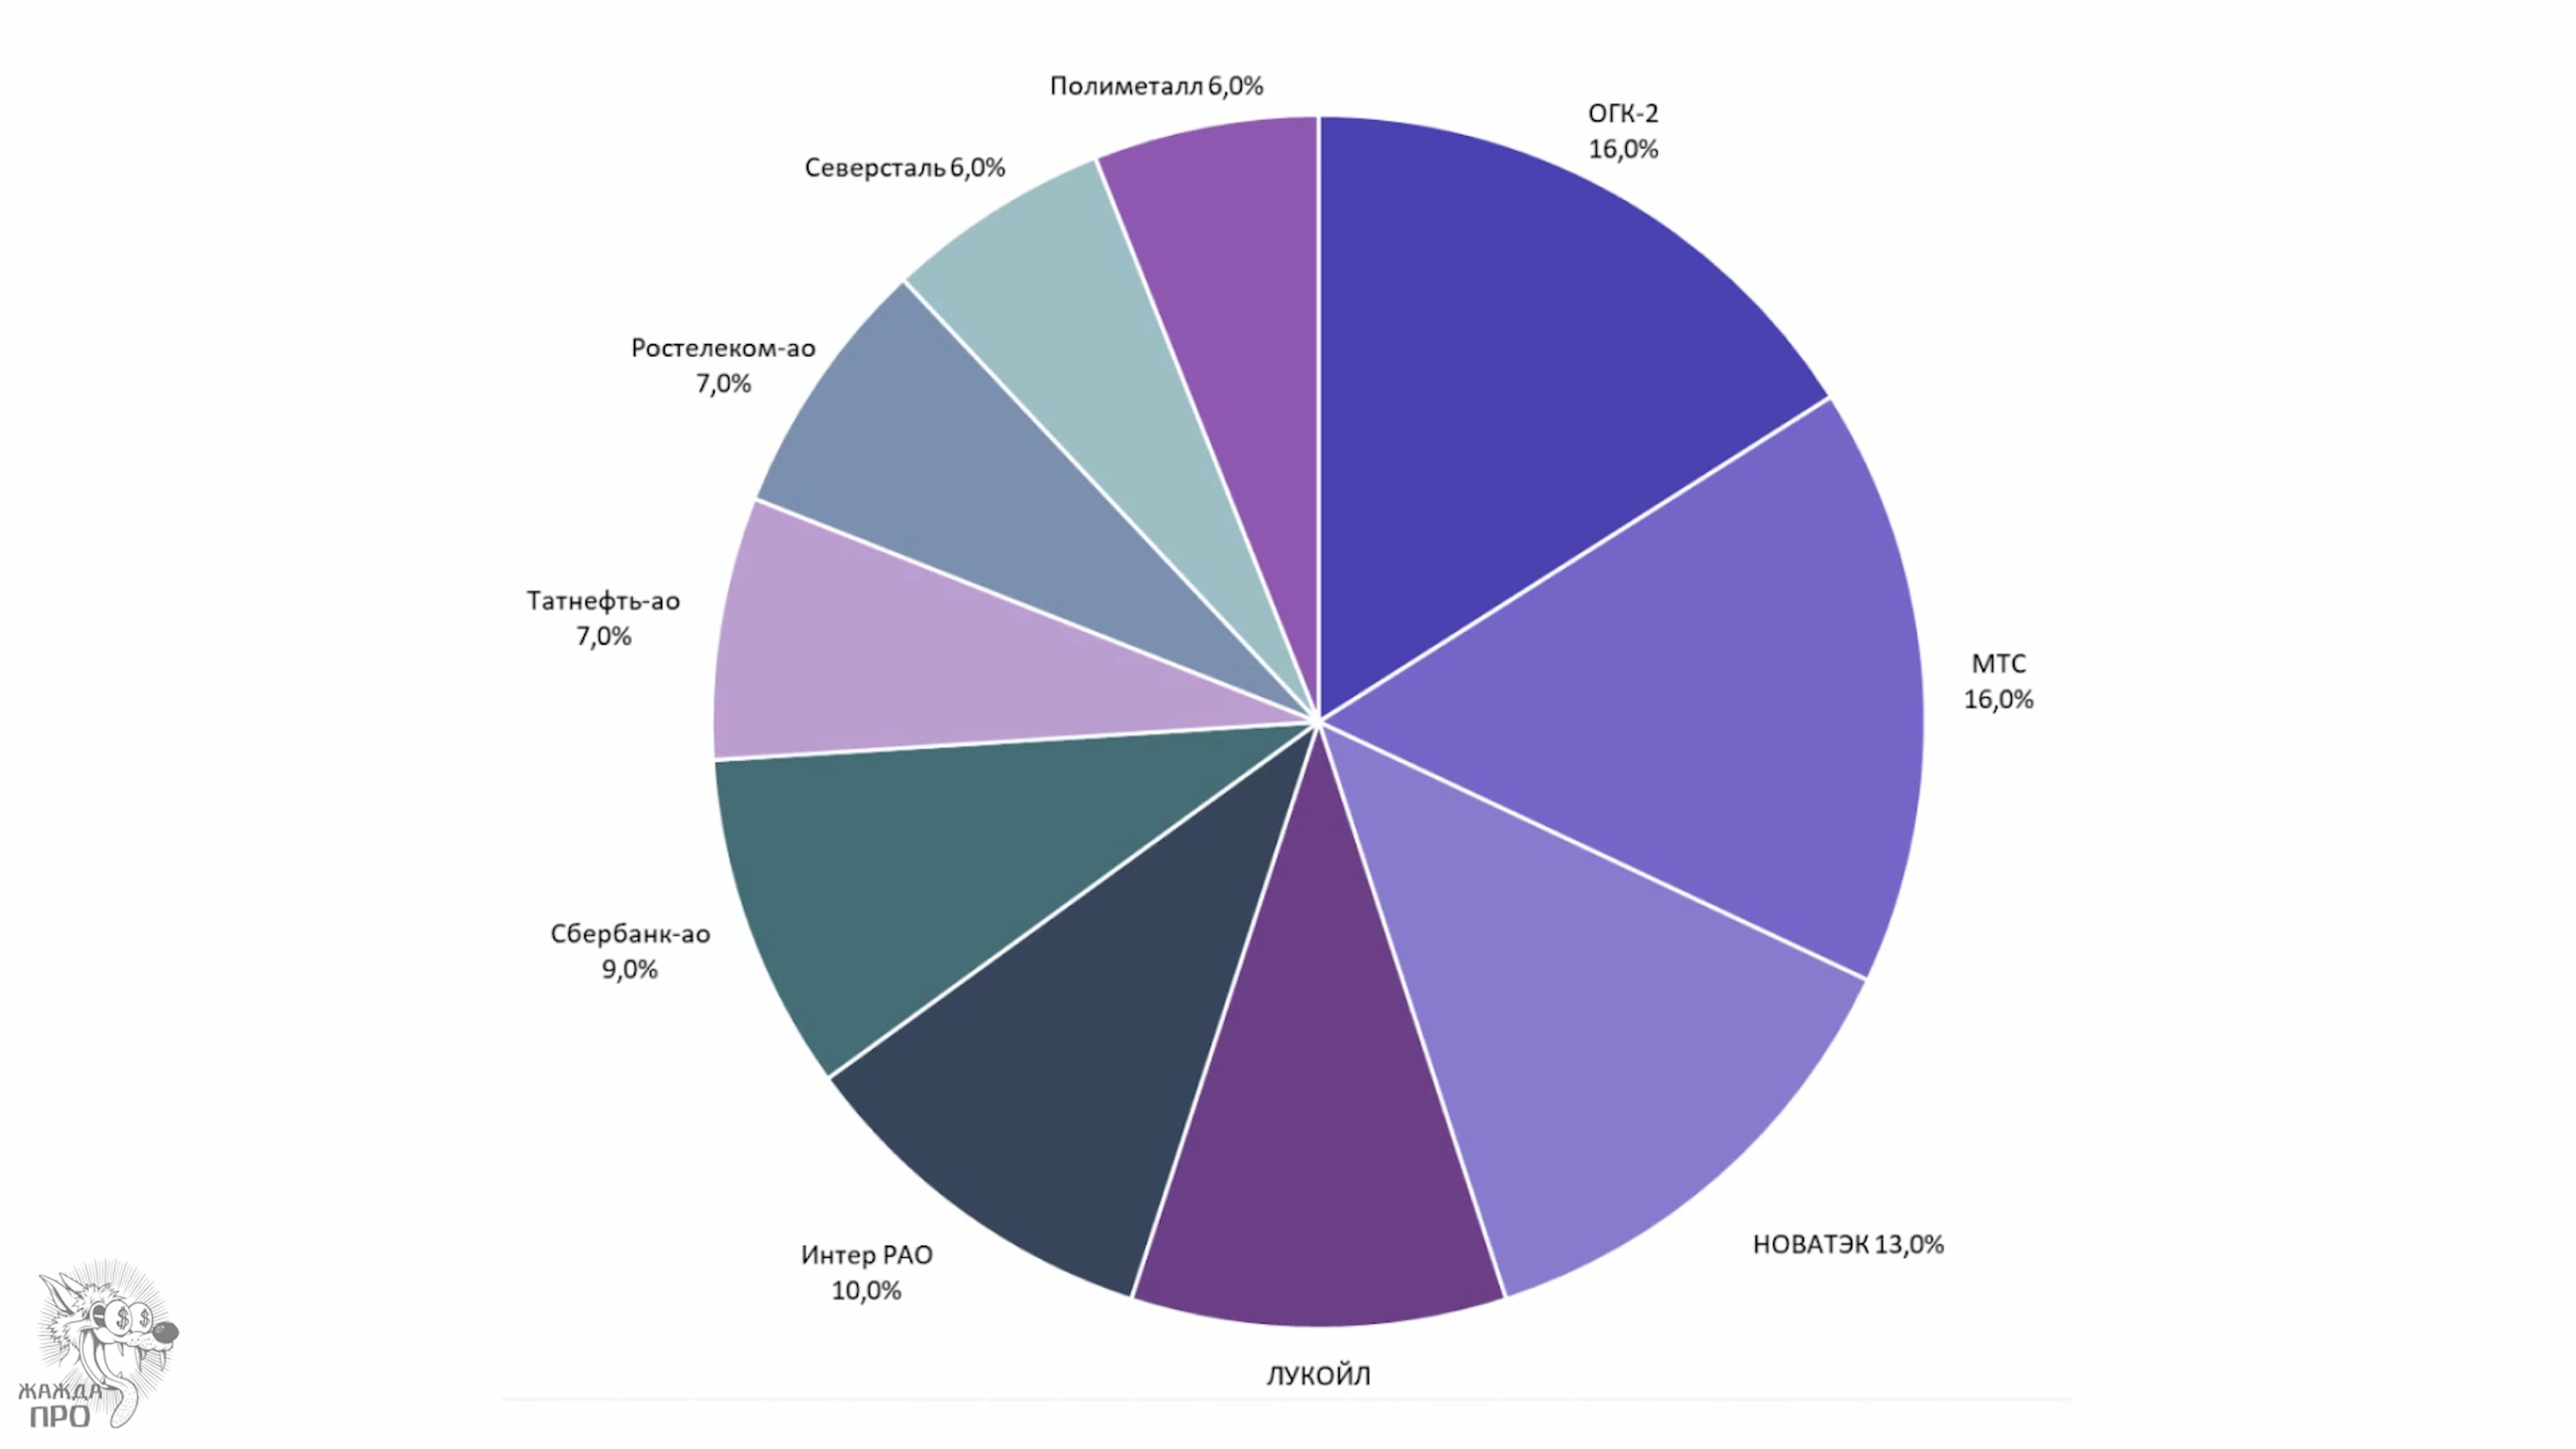 Полиметалл 6,0%
ОГК-2
16,0%
Северсталь 6,0%
Ростелеком-ао
7,0%
Татнефть-ао
7,0%
МТС
16,0%
Сбербанк-ао
9,0%
НОВАТЭК 13,0%
Интер РАО
10,0%
ЛУКОЙЛ
ЖАЖДА
ПРО